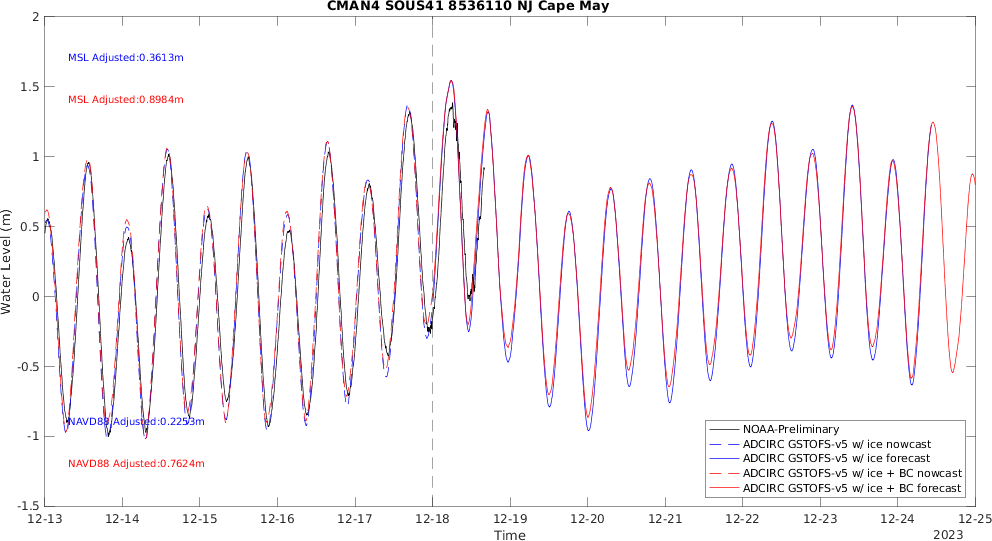 CMAN4 SOUS41 8536110 NJ Cape May
2
1.5
1
0.5
0
-0.5
-1
-1.5
Water Level (m)
MSL Adjusted:0.3613m
MSL Adjusted:0.8984m
NAVD88 Adjusted:0.2253m
NAVD88 Adjusted:0.7624m
NOAA-Preliminary
ADCIRC GSTOFS-v5 w/ ice nowcast
ADCIRC GSTOFS-v5 w/ ice forecast
ADCIRC GSTOFS-v5 w/ ice + BC nowcast
ADCIRC GSTOFS-v5 w/ ice + BC forecast
12-13 12-14 12-15 12-16 12-17 12-18 12-19 12-20 12-21 12-22 12-23 12-24 12-25
Time
2023